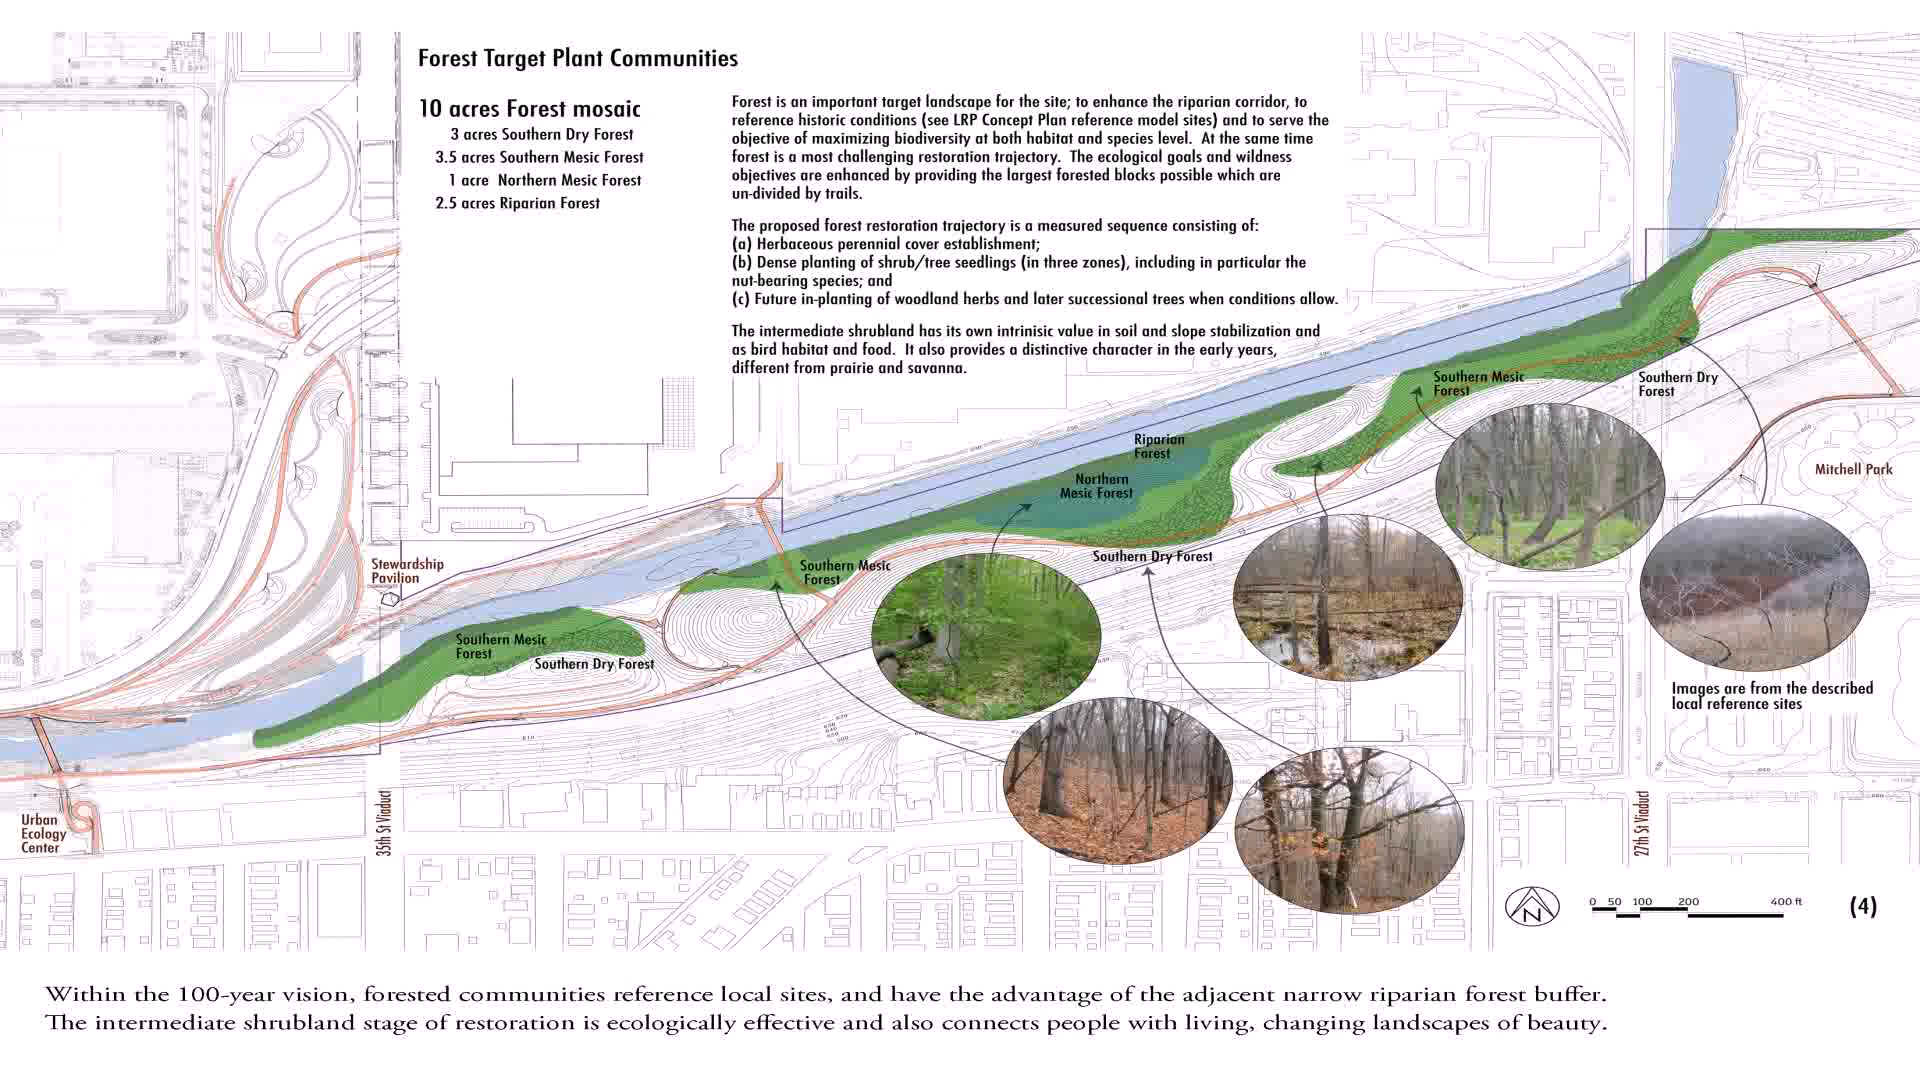 Forest Target Plant Communities
10 acres Forest mosaic
3 acres Southern Dry Forest
3.5 acres Southern Mesic Forest
1 acre Northern Mesic Forest
2.5 acres Riparian Forest
Forest is an important target landscape for the site; to enhance the riparian corridor, to
reference historic conditions (see LRP Concept Plan reference model sites) and to serve the
objective of maximizing biodiversity at both habitat and species level. At the same time
forest is a most challenging restoration trajectory. The ecological goals and wildness
objectives are enhanced by providing the largest forested blocks possible which are
un-divided by trails.
The proposed forest restoration trajectory is a measured sequence consisting of:
(a) Herbaceous perennial cover establishment;
(b) Dense planting of shrub/tree seedlings (in three zones), including in particular the
nut-bearing species; and
(c) Future in-planting of woodland herbs and later successional trees when conditions allow.
The intermediate shrubland has its own intrinisic value in soil and slope stabilization and
as bird habitat and food. It also provides a distinctive character in the early years,
different from prairie and savanna.
Southern Mesic
Forest
Southern Dry
Forest
Riparian
Forest
Northern
Mesic Forest
Mitchell Park
Southern Dry Forest
Southern Mesic
Forest
Stewardship
Pavilion
Southern Mesic
Forest
Southern Dry Forest
Images are from the described
local reference sites
Urban
Ecology
Center
35th St Viaduct
27th St Viaduct
N
0 50 100 200 400 ft
(4)
Within the 100-year vision, forested communities reference local sites, and have the advantage of the adjacent narrow riparian forest buffer.
The intermediate shrubland stage of restoration is ecologically effective and also connects people with living, changing landscapes of beauty.